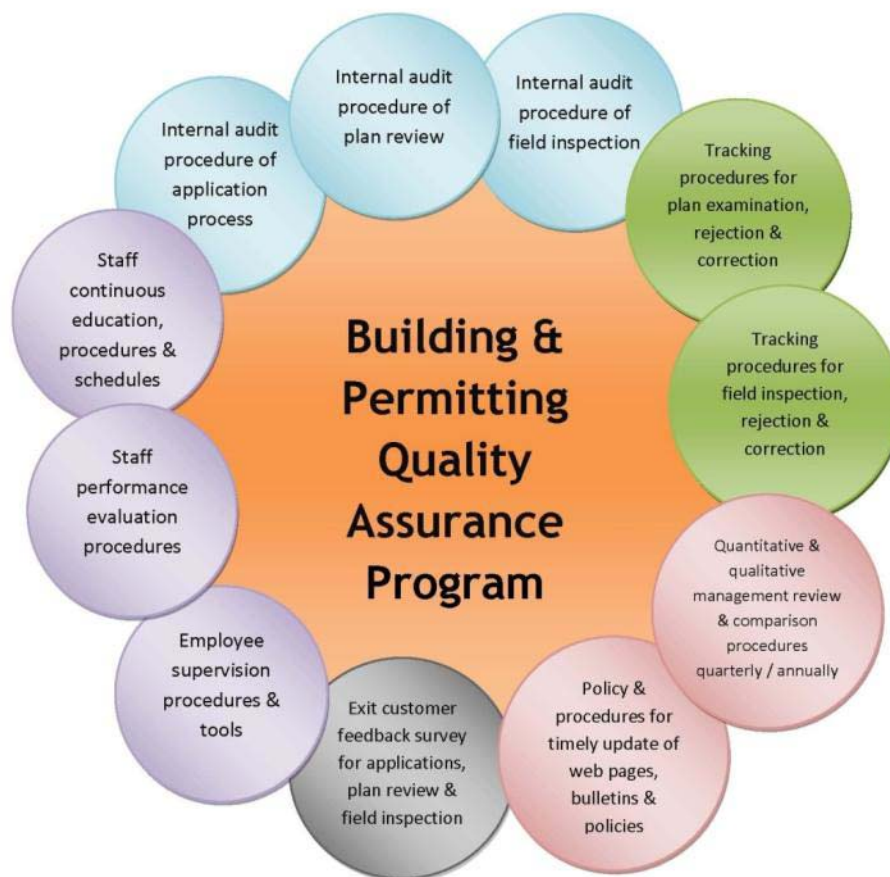 Internal audit
procedure of
plan review
Internal audit
procedure of
field inspection
Internal audit
procedure of
application
process
Tracking
procedures for
plan examination,
rejection &
correction
Staff
continuous
education,
procedures &
schedules
Building &
Permitting
Quality
Assurance
Program
Tracking
procedures for
field inspection,
rejection &
correction
Staff
performance
evaluation
procedures
Quantitative &
qualitative
management review
& comparison
procedures
quarterly / annually
Employee
supervision
procedures &
tools
Exit customer
feedback survey
for applications,
plan review &
field inspection
Policy &
procedures for
timely update of
web pages,
bulletins &
policies